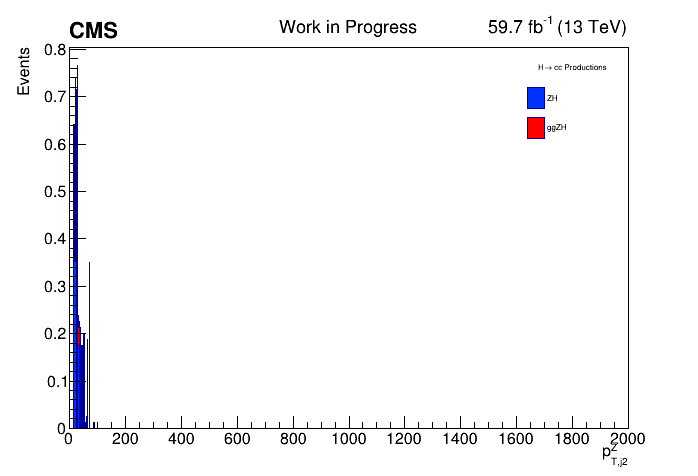 CMS Work in Progress 59.7 fb⁻¹ (13 TeV)
Events
0.8
0.7
0.6
0.5
0.4
0.3
0.2
0.1
0
H → cc Productions
ZH
ggZH
0 200 400 600 800 1000 1200 1400 1600 1800 2000
p²T,j2